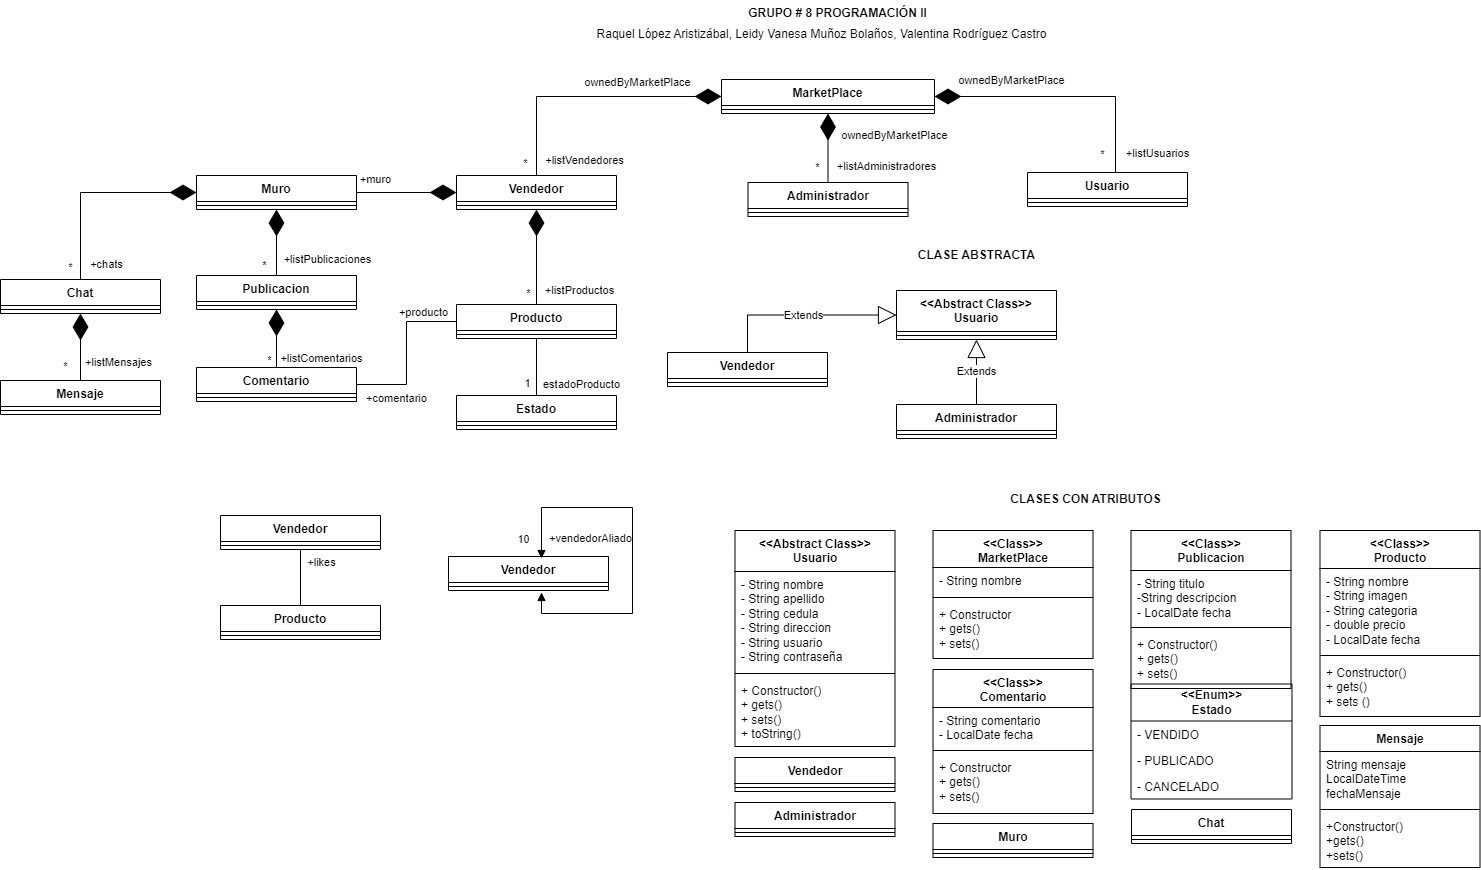 GRUPO # 8 PROGRAMACIÓN II
Raquel López Aristizábal, Leidy Vanesa Muñoz Bolaños, Valentina Rodríguez Castro
ownedByMarketPlace
MarketPlace
ownedByMarketPlace
ownedByMarketPlace
* +listVendedores
* +listAdministradores
* +listUsuarios
Muro
+muro
Vendedor
Administrador
Usuario
* +chats
* +listPublicaciones
* +listProductos
Chat
Publicacion
Producto
+producto
* +listMensajes
* +listComentarios
1 estadoProducto
Mensaje
Comentario
+comentario
Estado
CLASE ABSTRACTA
<<Abstract Class>>
Usuario
Extends
Vendedor
Extends
Administrador
Vendedor
+likes
Producto
10 +vendedorAliado
Vendedor
CLASES CON ATRIBUTOS
<<Abstract Class>>
Usuario
- String nombre
- String apellido
- String cedula
- String direccion
- String usuario
- String contraseña
+ Constructor()
+ gets()
+ sets()
+ toString()
Vendedor
Administrador
<<Class>>
MarketPlace
- String nombre
+ Constructor
+ gets()
+ sets()
<<Class>>
Comentario
- String comentario
- LocalDate fecha
+ Constructor
+ gets()
+ sets()
Muro
<<Class>>
Publicacion
- String titulo
-String descripcion
- LocalDate fecha
+ Constructor()
+ gets()
+ sets()
<<Enum>>
Estado
- VENDIDO
- PUBLICADO
- CANCELADO
Chat
<<Class>>
Producto
- String nombre
- String imagen
- String categoria
- double precio
- LocalDate fecha
+ Constructor()
+ gets()
+ sets ()
Mensaje
String mensaje
LocalDateTime
fechaMensaje
+Constructor()
+gets()
+sets()